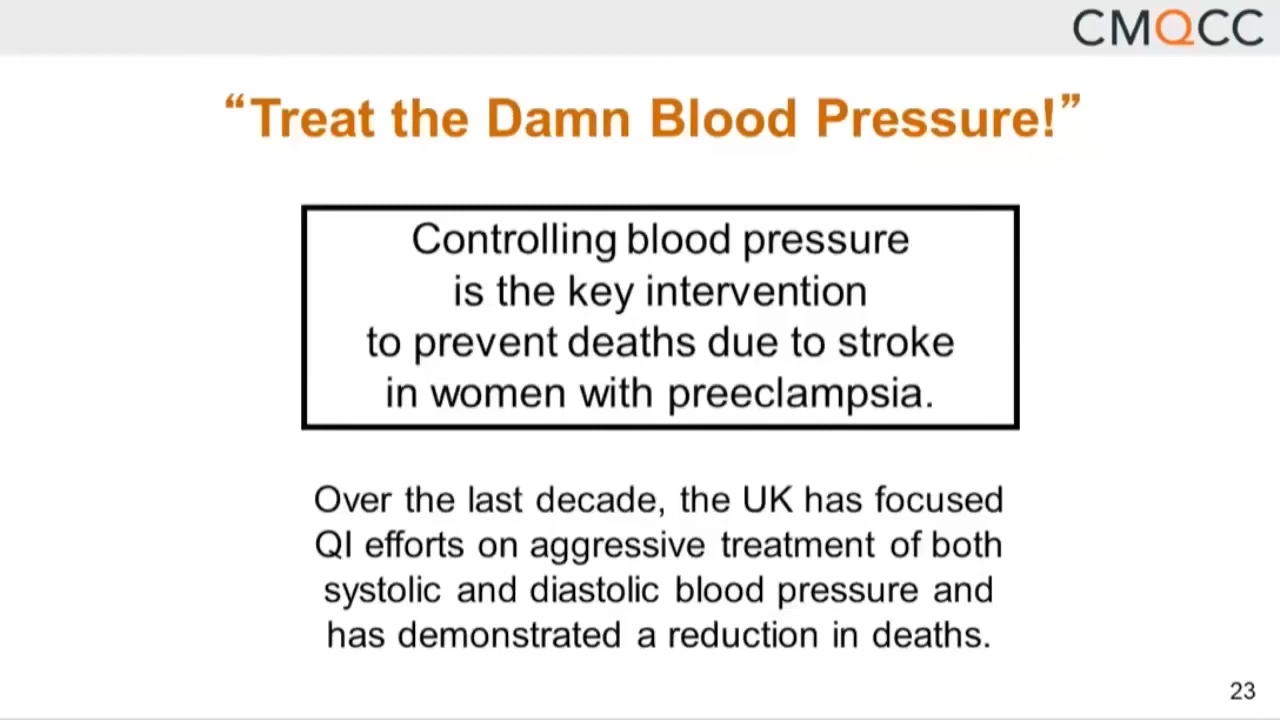 CMQCC
“Treat the Damn Blood Pressure!”
Controlling blood pressure
is the key intervention
to prevent deaths due to stroke
in women with preeclampsia.
Over the last decade, the UK has focused
QI efforts on aggressive treatment of both
systolic and diastolic blood pressure and
has demonstrated a reduction in deaths.
23